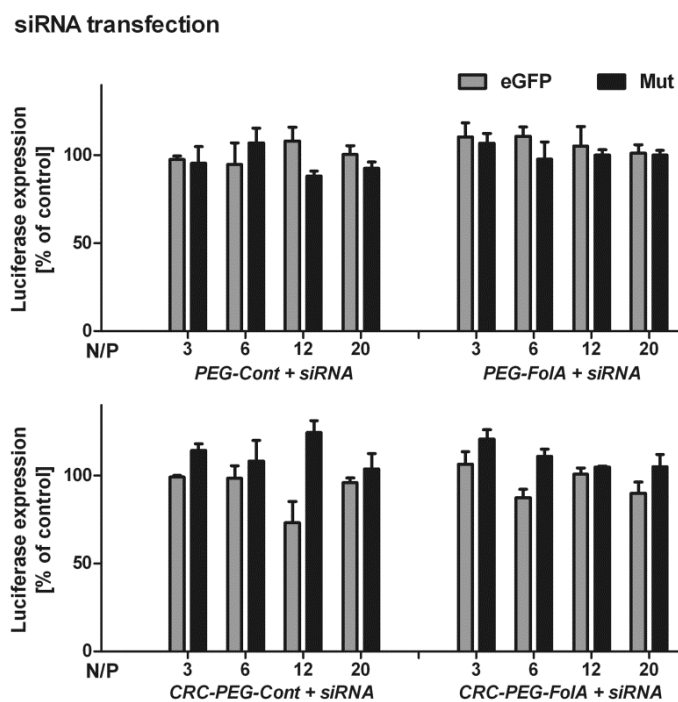 siRNA transfection
eGFP Mut
Luciferase expression
[% of control]
100
50
0
N/P 3 6 12 20 3 6 12 20
PEG-Cont + siRNA PEG-FolA + siRNA
Luciferase expression
[% of control]
100
50
0
N/P 3 6 12 20 3 6 12 20
CRC-PEG-Cont + siRNA CRC-PEG-FolA + siRNA